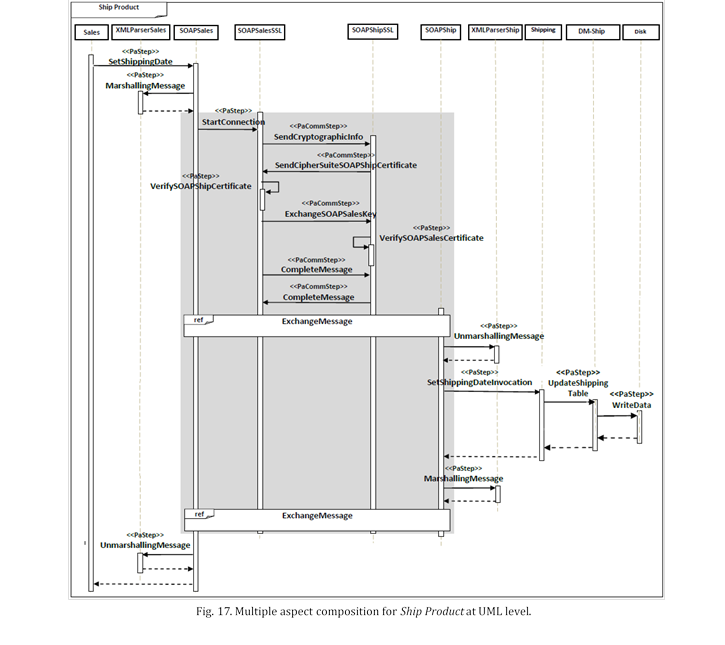 Ship Product
Sales XMLParserSales SOAPSales SOAPSalesSSL SOAPShipSSL SOAPShip XMLParserShip Shipping DM-Ship Disk
<<PaStep>>
SetShippingDate
<<PaStep>>
MarshallingMessage
<<PaStep>>
StartConnection
<<PaCommStep>>
SendCryptographicInfo
<<PaCommStep>>
SendCipherSuiteSOAPShipCertificate
<<PaStep>>
VerifySOAPShipCertificate
<<PaCommStep>>
ExchangeSOAPSalesKey
<<PaStep>>
VerifySOAPSalesCertificate
<<PaCommStep>>
CompleteMessage
<<PaCommStep>>
CompleteMessage
ref ExchangeMessage
<<PaStep>>
UnmarshallingMessage
<<PaStep>>
SetShippingDateInvocation
<<PaStep>>
UpdateShipping
Table
<<PaStep>>
WriteData
<<PaStep>>
MarshallingMessage
ref ExchangeMessage
<<PaStep>>
UnmarshallingMessage
Fig. 17. Multiple aspect composition for Ship Product at UML level.